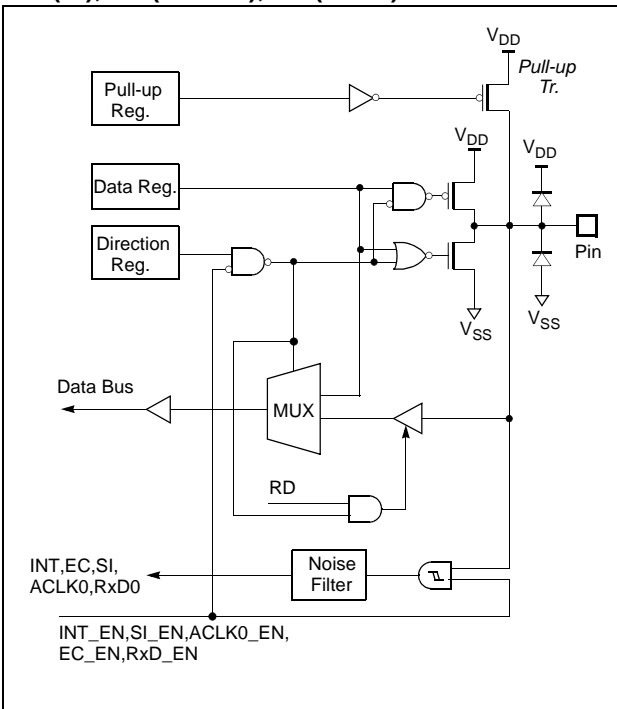 VDD
Pull-up
Tr.
Pull-up
Reg.
VDD
VDD
Data Reg.
Direction
Reg.
Pin
VSS
VSS
Data Bus
MUX
RD
INT,EC,SI,
ACLK0,RxD0
Noise
Filter
INT_EN,SI_EN,ACLK0_EN,
EC_EN,RxD_EN